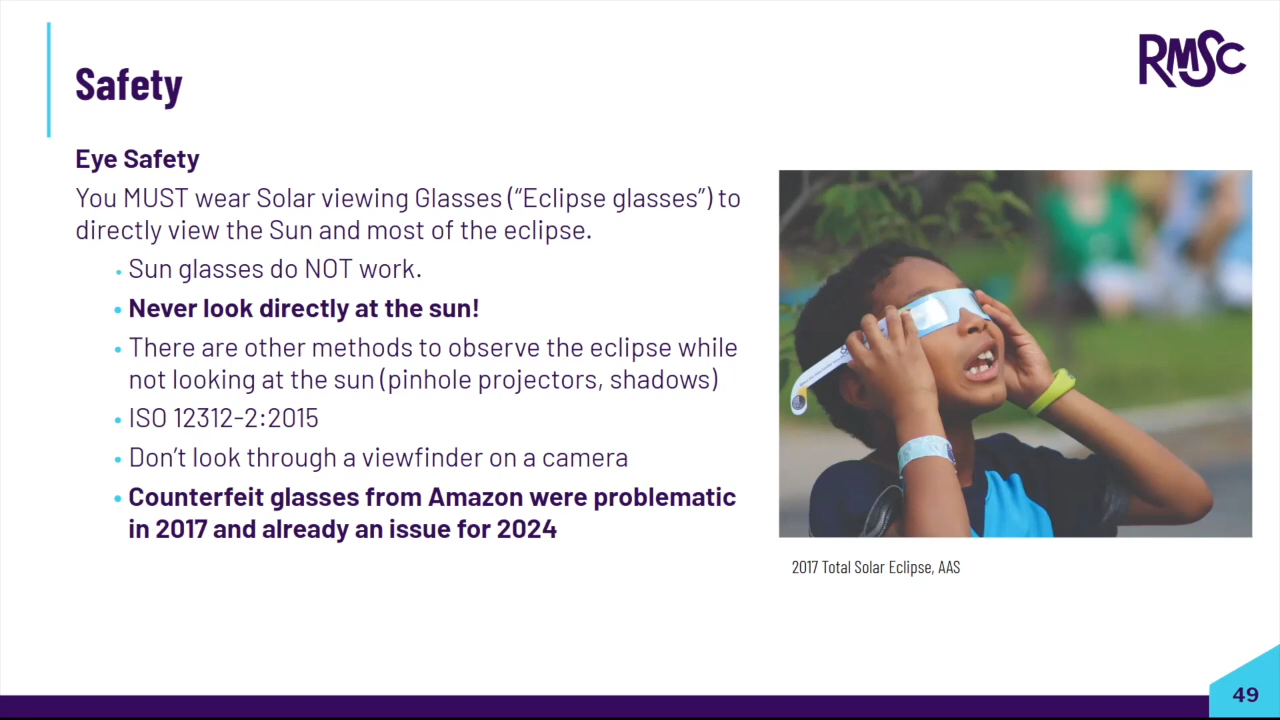 RMSC
Safety
Eye Safety
You MUST wear Solar viewing Glasses (“Eclipse glasses”) to
directly view the Sun and most of the eclipse.
• Sun glasses do NOT work.
• Never look directly at the sun!
• There are other methods to observe the eclipse while
not looking at the sun (pinhole projectors, shadows)
• ISO 12312-2:2015
• Don’t look through a viewfinder on a camera
• Counterfeit glasses from Amazon were problematic
in 2017 and already an issue for 2024
2017 Total Solar Eclipse, AAS
49